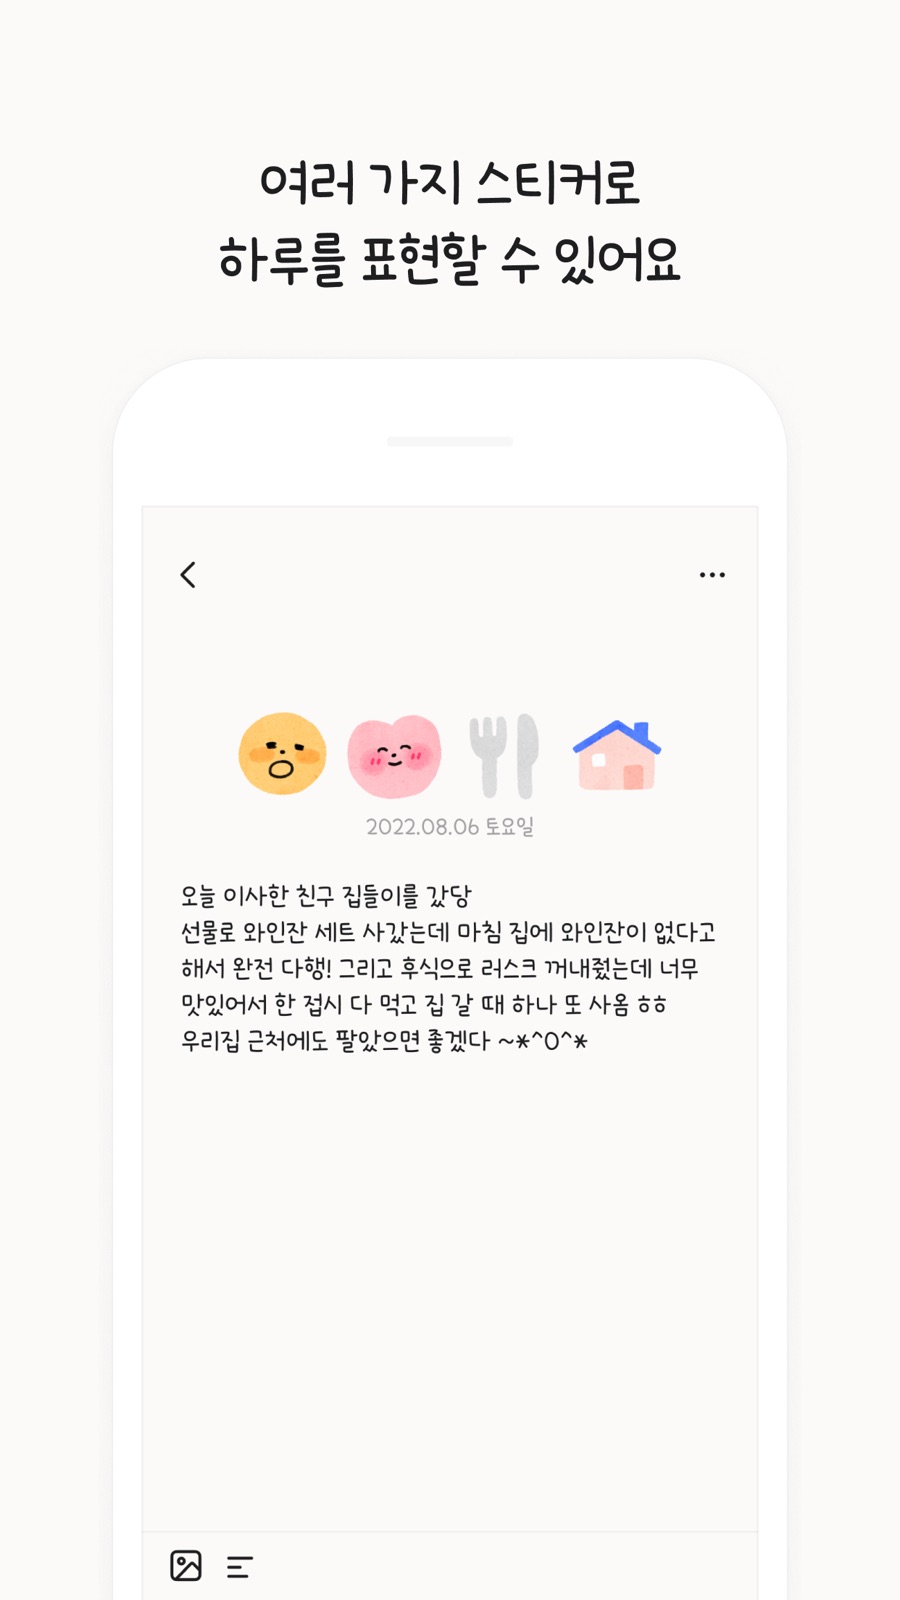 여러 가지 스티커로
하루를 표현할 수 있어요
2022.08.06 토요일
오늘 이사한 친구 집들이를 갔당
선물로 와인잔 세트 사갔는데 마침 집에 와인잔이 없다고
해서 완전 다행! 그리고 후식으로 러스크 꺼내줬는데 너무
맛있어서 한 접시 다 먹고 집 갈 때 하나 또 사옴 ㅎㅎ
우리집 근처에도 팔았으면 좋겠다 ~*^0^*